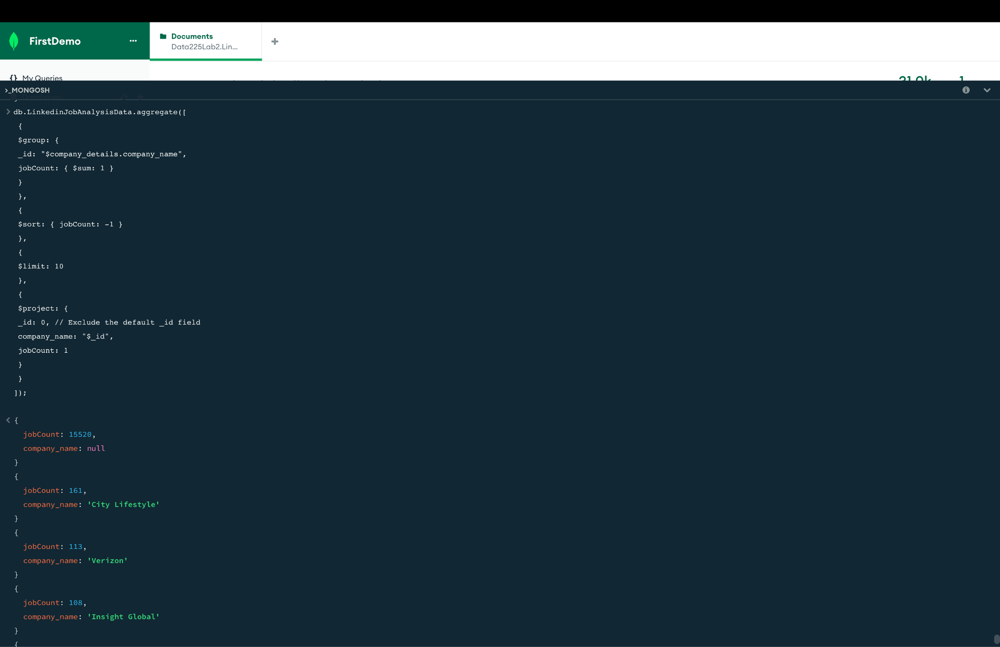 FirstDemo
Documents
Data225Lab2.Lin...
My Queries
>_MONGOSH
db.LinkedinJobAnalysisData.aggregate([
{
$group: {
_id: "$company_details.company_name",
jobCount: { $sum: 1 }
}
},
{
$sort: { jobCount: -1 }
},
{
$limit: 10
},
{
$project: {
_id: 0, // Exclude the default _id field
company_name: "$_id",
jobCount: 1
}
}
]);
{
jobCount: 15520,
company_name: null
}
{
jobCount: 161,
company_name: 'City Lifestyle'
}
{
jobCount: 113,
company_name: 'Verizon'
}
{
jobCount: 108,
company_name: 'Insight Global'
}
{